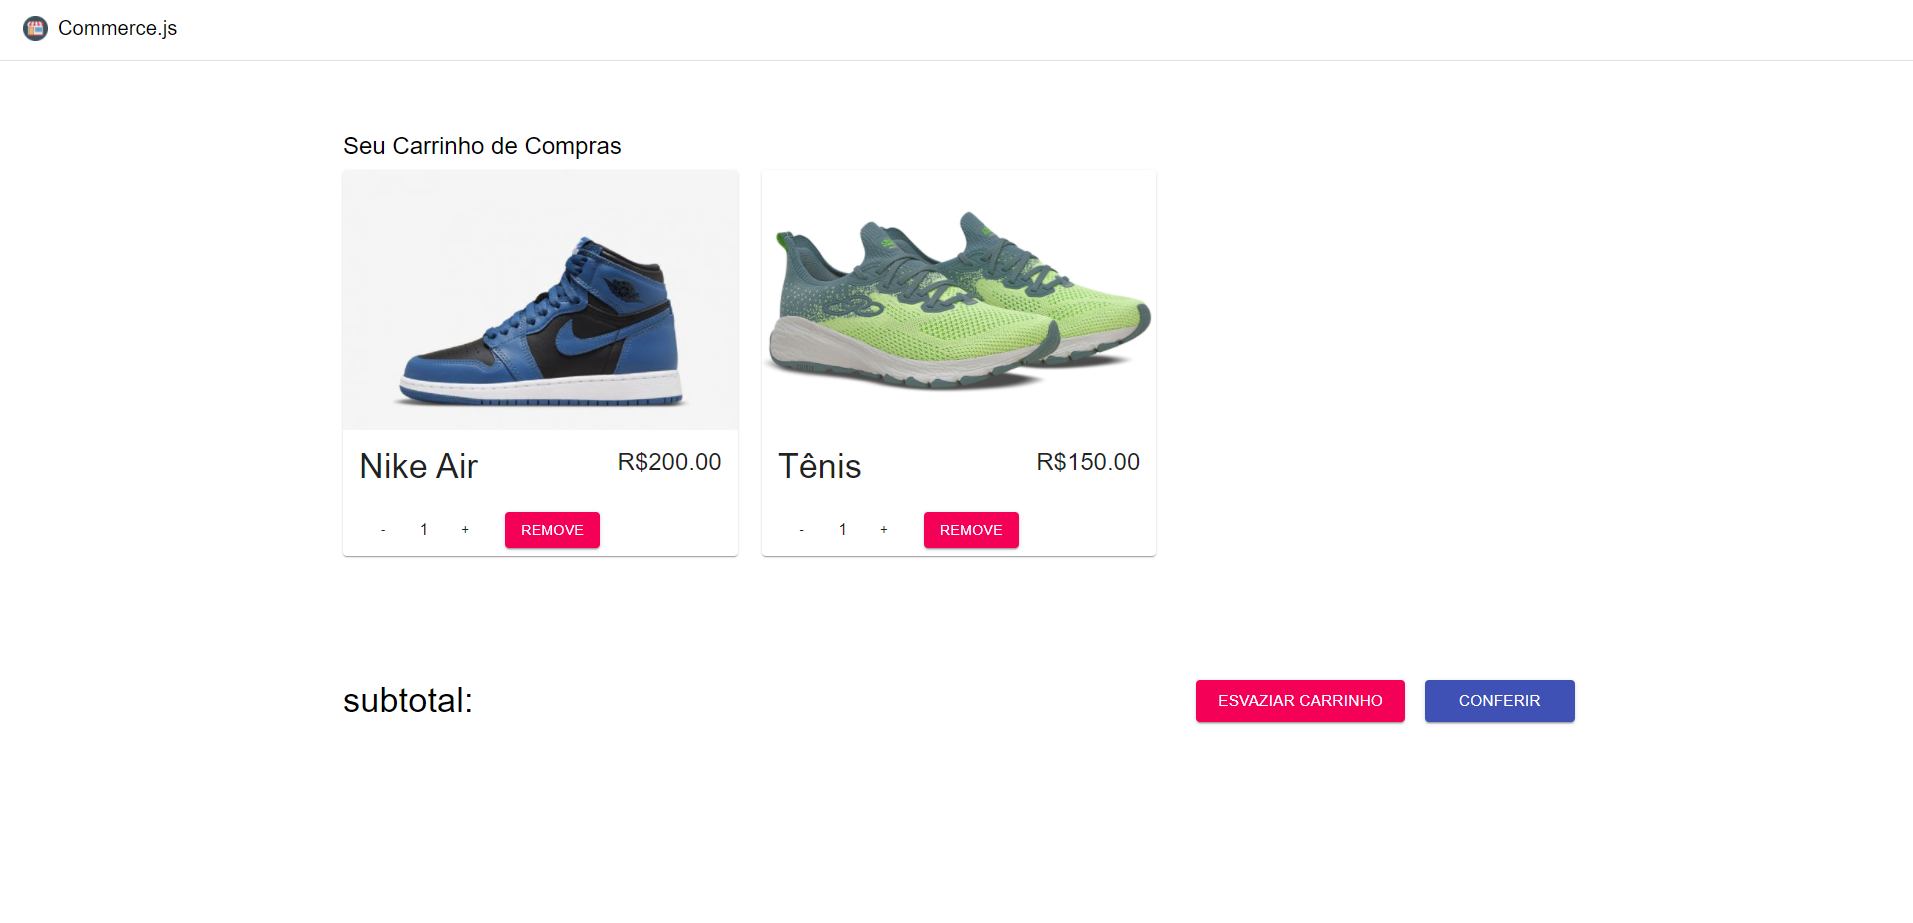 Commerce.js
Seu Carrinho de Compras
Nike Air R$200.00
- 1 + REMOVE
Tênis R$150.00
- 1 + REMOVE
subtotal:
ESVAZIAR CARRINHO
CONFERIR